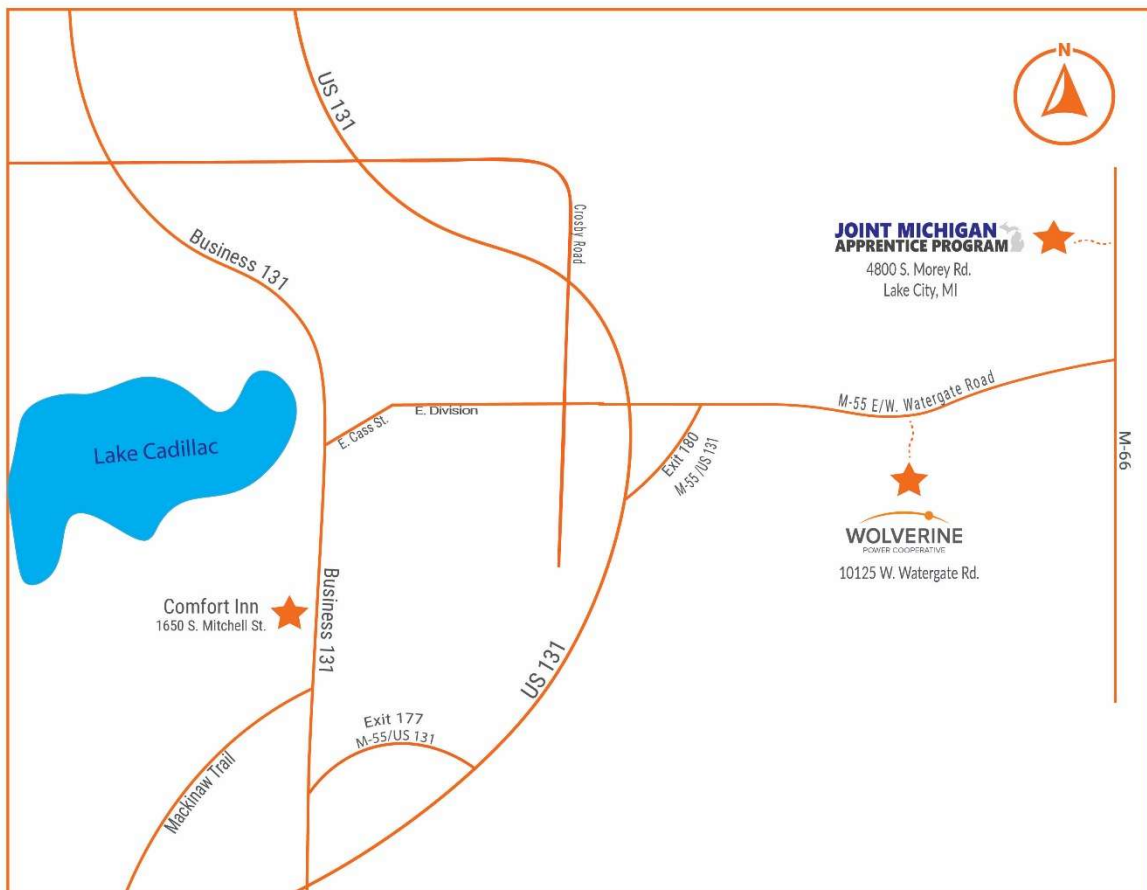 N
US 131
Business 131
Crosby Road
JOINT MICHIGAN
APPRENTICE PROGRAM
4800 S. Morey Rd.
Lake City, MI
M-55 E/W. Watergate Road
E. Division
E. Cass St.
Lake Cadillac
Exit 180
M-55 /US 131
M-66
WOLVERINE
POWER COOPERATIVE
10125 W. Watergate Rd.
Comfort Inn
1650 S. Mitchell St.
Business 131
US 131
Exit 177
M-55/US 131
Mackinaw Trail